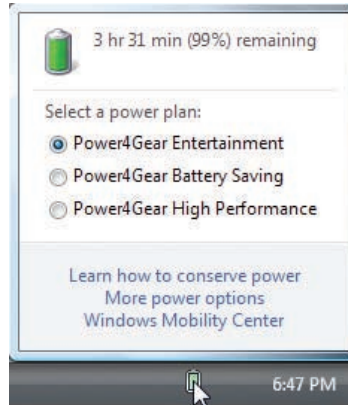 3 hr 31 min (99%) remaining
Select a power plan:
Power4Gear Entertainment
Power4Gear Battery Saving
Power4Gear High Performance
Learn how to conserve power
More power options
Windows Mobility Center
6:47 PM